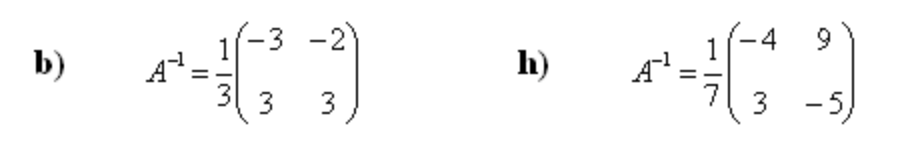 b) A⁻¹ = 1/3 (−3 −2
3 3)
h) A⁻¹ = 1/7 (−4 9
3 −5)